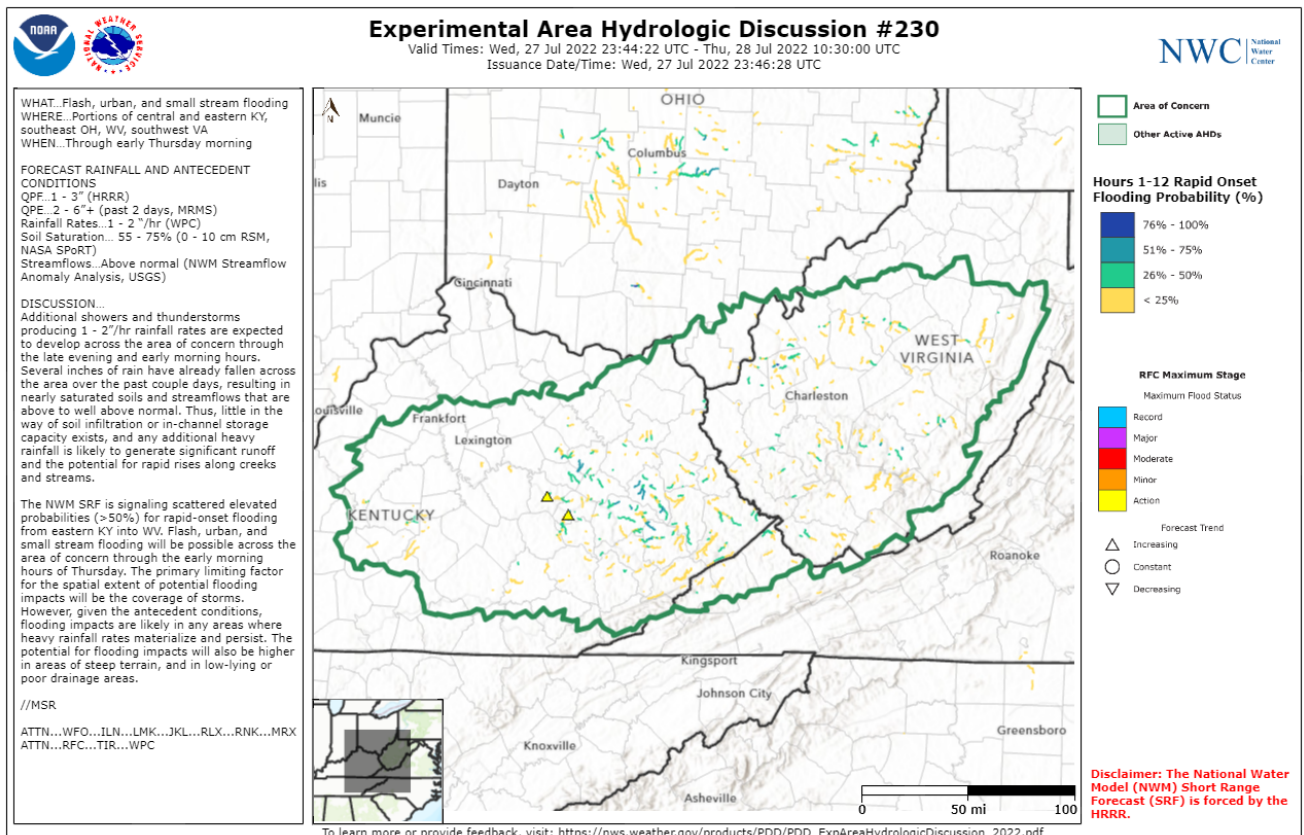 Experimental Area Hydrologic Discussion #230
Valid Times: Wed, 27 Jul 2022 23:44:22 UTC - Thu, 28 Jul 2022 10:30:00 UTC
Issuance Date/Time: Wed, 27 Jul 2022 23:46:28 UTC
NOAA
NATIONAL WEATHER SERVICE
NWC National
Water
Center
WHAT...Flash, urban, and small stream flooding
WHERE...Portions of central and eastern KY,
southeast OH, WV, southwest VA
WHEN...Through early Thursday morning
FORECAST RAINFALL AND ANTECEDENT
CONDITIONS
QPF...1 - 3" (HRRR)
QPE...2 - 6"+ (past 2 days, MRMS)
Rainfall Rates...1 - 2 "/hr (WPC)
Soil Saturation... 55 - 75% (0 - 10 cm RSM,
NASA SPoRT)
Streamflows...Above normal (NWM Streamflow
Anomaly Analysis, USGS)
DISCUSSION...
Additional showers and thunderstorms
producing 1 - 2"/hr rainfall rates are expected
to develop across the area of concern through
the late evening and early morning hours.
Several inches of rain have already fallen across
the area over the past couple days, resulting in
nearly saturated soils and streamflows that are
above to well above normal. Thus, little in the
way of soil infiltration or in-channel storage
capacity exists, and any additional heavy
rainfall is likely to generate significant runoff
and the potential for rapid rises along creeks
and streams.
The NWM SRF is signaling scattered elevated
probabilities (>50%) for rapid-onset flooding
from eastern KY into WV. Flash, urban, and
small stream flooding will be possible across the
area of concern through the early morning
hours of Thursday. The primary limiting factor
for the spatial extent of potential flooding
impacts will be the coverage of storms.
However, given the antecedent conditions,
flooding impacts are likely in any areas where
heavy rainfall rates materialize and persist. The
potential for flooding impacts will also be higher
in areas of steep terrain, and in low-lying or
poor drainage areas.
//MSR
ATTN...WFO...ILN...LMK...JKL...RLX...RNK...MRX
ATTN...RFC...TIR...WPC
N
OHIO
Muncie
Columbus
lis
Dayton
Cincinnati
WEST
VIRGINIA
Charleston
ouisville
Frankfort
Lexington
KENTUCKY
Roanoke
Kingsport
Johnson City
Greensboro
Knoxville
Asheville
0
50 mi
100
Area of Concern
Other Active AHDs
Hours 1-12 Rapid Onset
Flooding Probability (%)
76% - 100%
51% - 75%
26% - 50%
< 25%
RFC Maximum Stage
Maximum Flood Status
Record
Major
Moderate
Minor
Action
Forecast Trend
Increasing
Constant
Decreasing
Disclaimer: The National Water
Model (NWM) Short Range
Forecast (SRF) is forced by the
HRRR.
To learn more or provide feedback, visit: https://nws.weather.gov/products/PDD/PDD_ExpAreaHydrologicDiscussion_2022.pdf